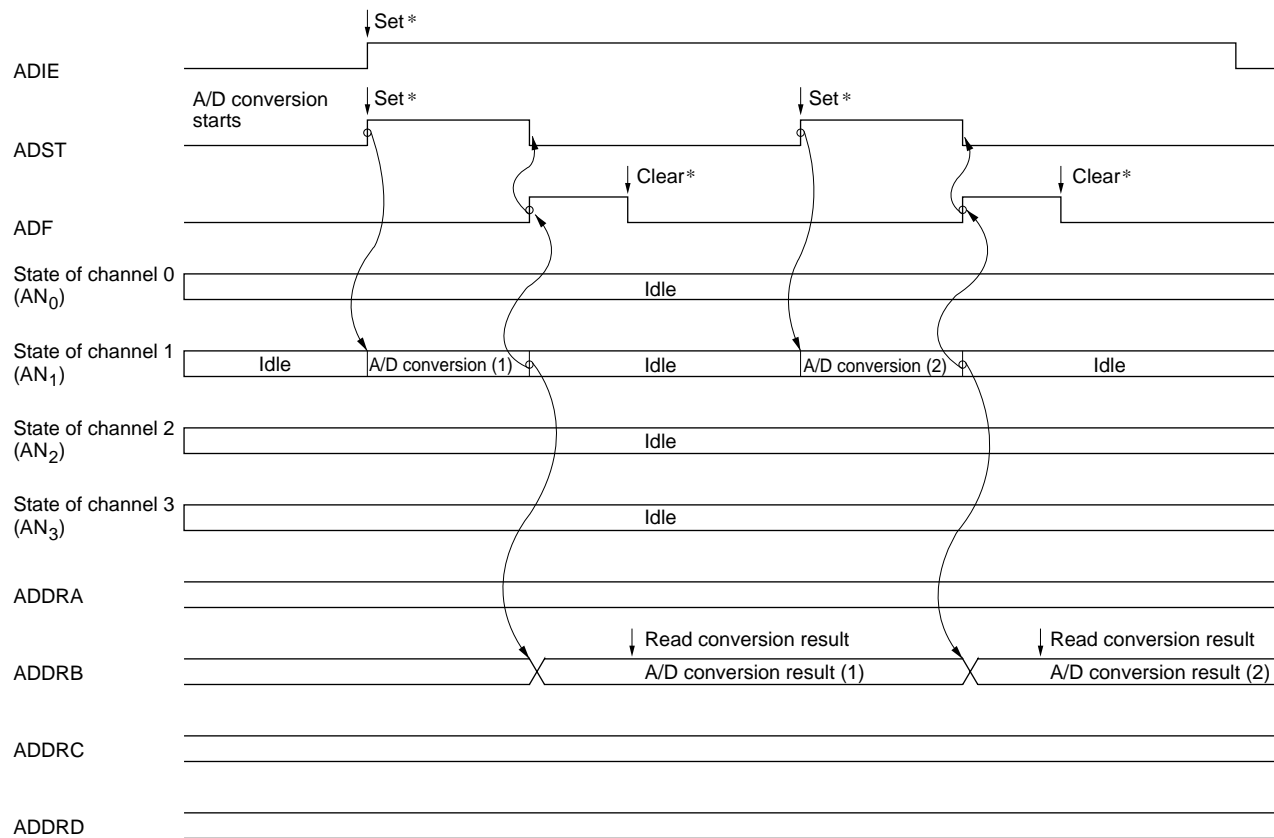 Set*
ADIE
A/D conversion
starts
Set*
Set*
ADST
Clear*
Clear*
ADF
State of channel 0
(AN0)
Idle
State of channel 1
(AN1)
Idle
A/D conversion (1)
Idle
A/D conversion (2)
Idle
State of channel 2
(AN2)
Idle
State of channel 3
(AN3)
Idle
ADDRA
Read conversion result
Read conversion result
ADDRB
A/D conversion result (1)
A/D conversion result (2)
ADDRC
ADDRD